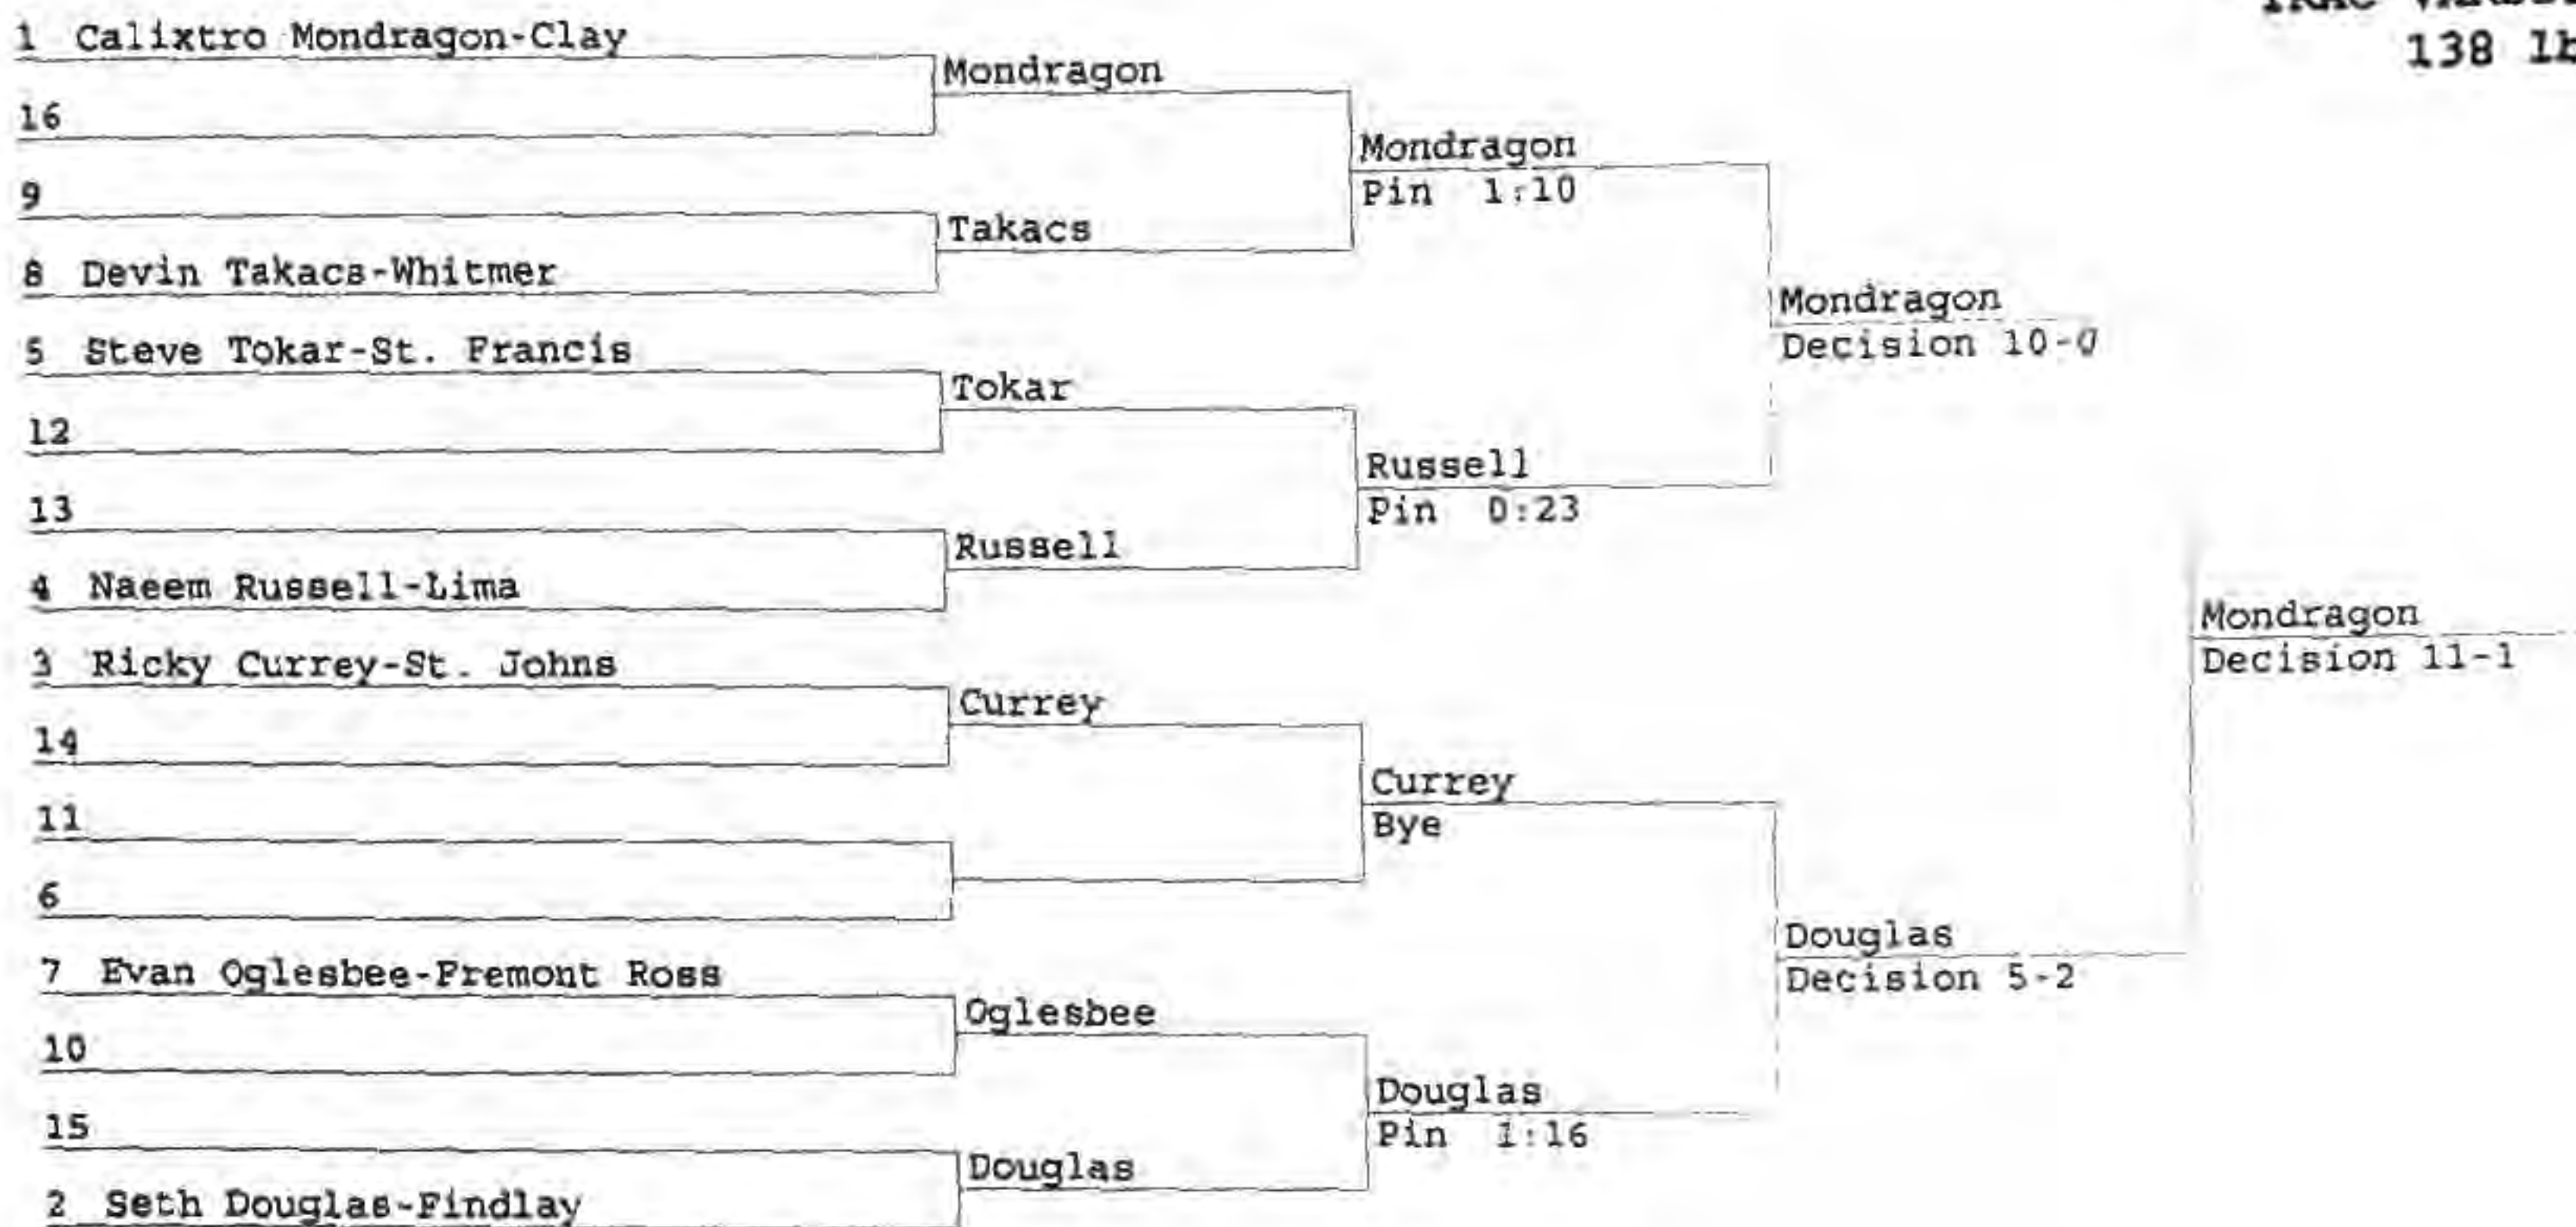 138
1 Calixtro Mondragon-Clay
Mondragon
16
Mondragon
Pin 1:10
9
Takacs
8 Devin Takacs-Whitmer
Mondragon
Decision 10-0
5 Steve Tokar-St. Francis
Tokar
12
Russell
Pin 0:23
13
Russell
4 Naeem Russell-Lima
Mondragon
Decision 11-1
3 Ricky Currey-St. Johns
Currey
14
Currey
Bye
11
6
Douglas
Decision 5-2
7 Evan Oglesbee-Fremont Ross
Oglesbee
10
Douglas
Pin 1:16
15
Douglas
2 Seth Douglas-Findlay